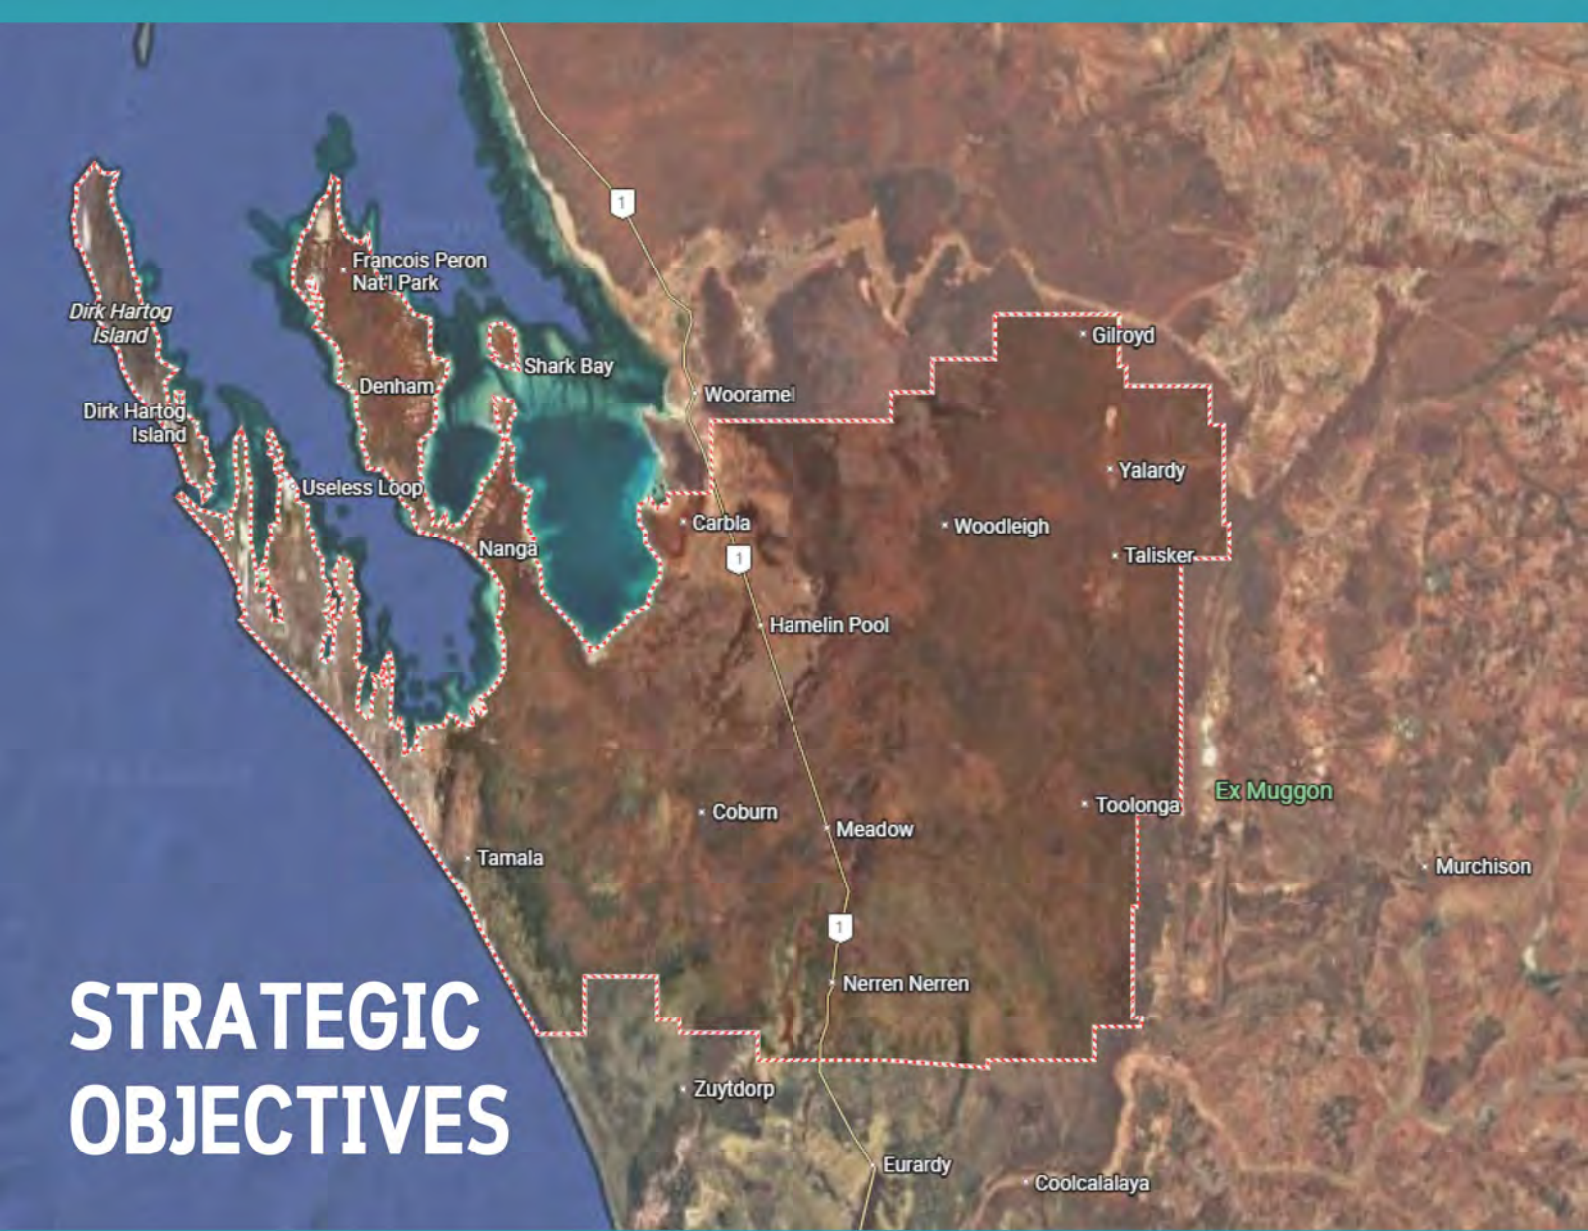 1
Francois Peron
Nat'l Park
Dirk Hartog
Island
Gilroyd
Shark Bay
Denham
Wooramel
Dirk Hartog
Island
Yalardy
Useless Loop
Carbla
Woodleigh
Nanga
1
Talisker
Hamelin Pool
Ex Muggon
Toolonga
Coburn
Meadow
Tamala
Murchison
1
Nerren Nerren
STRATEGIC
OBJECTIVES
Zuytdorp
Eurardy
Coolcalalaya